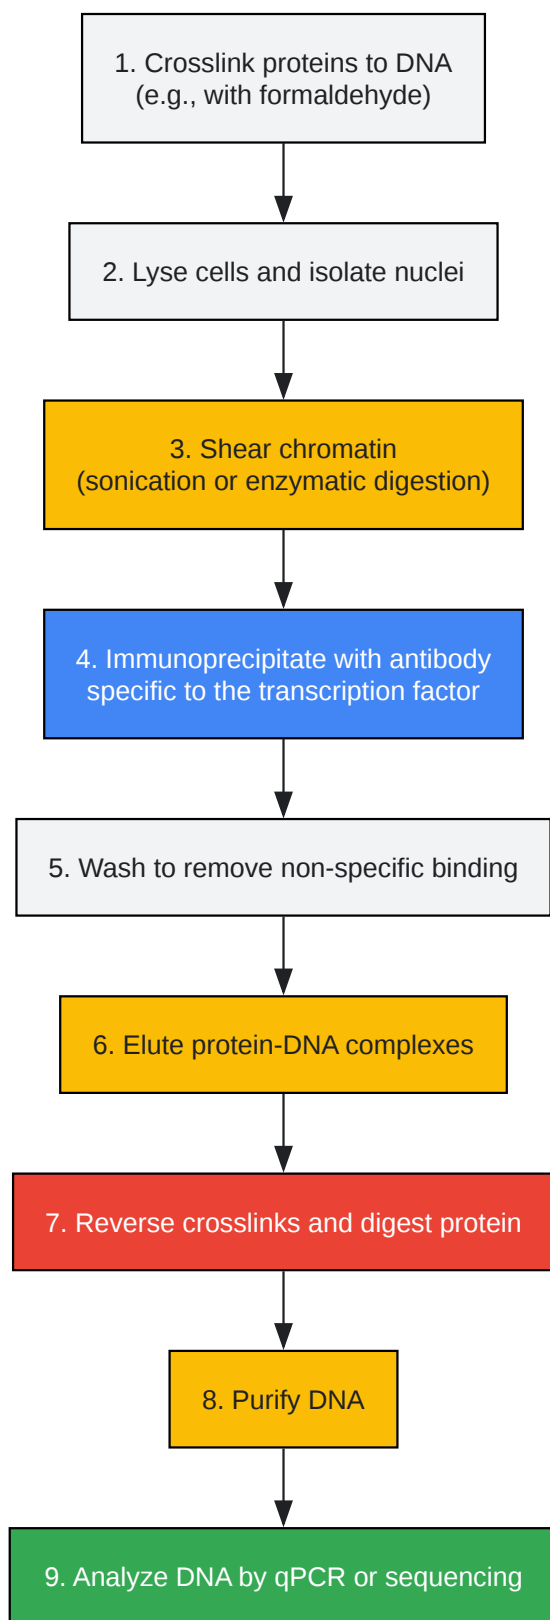 1. Crosslink proteins to DNA
(e.g., with formaldehyde)
2. Lyse cells and isolate nuclei
3. Shear chromatin
(sonication or enzymatic digestion)
4. Immunoprecipitate with antibody
specific to the transcription factor
5. Wash to remove non-specific binding
6. Elute protein-DNA complexes
7. Reverse crosslinks and digest protein
8. Purify DNA
9. Analyze DNA by qPCR or sequencing